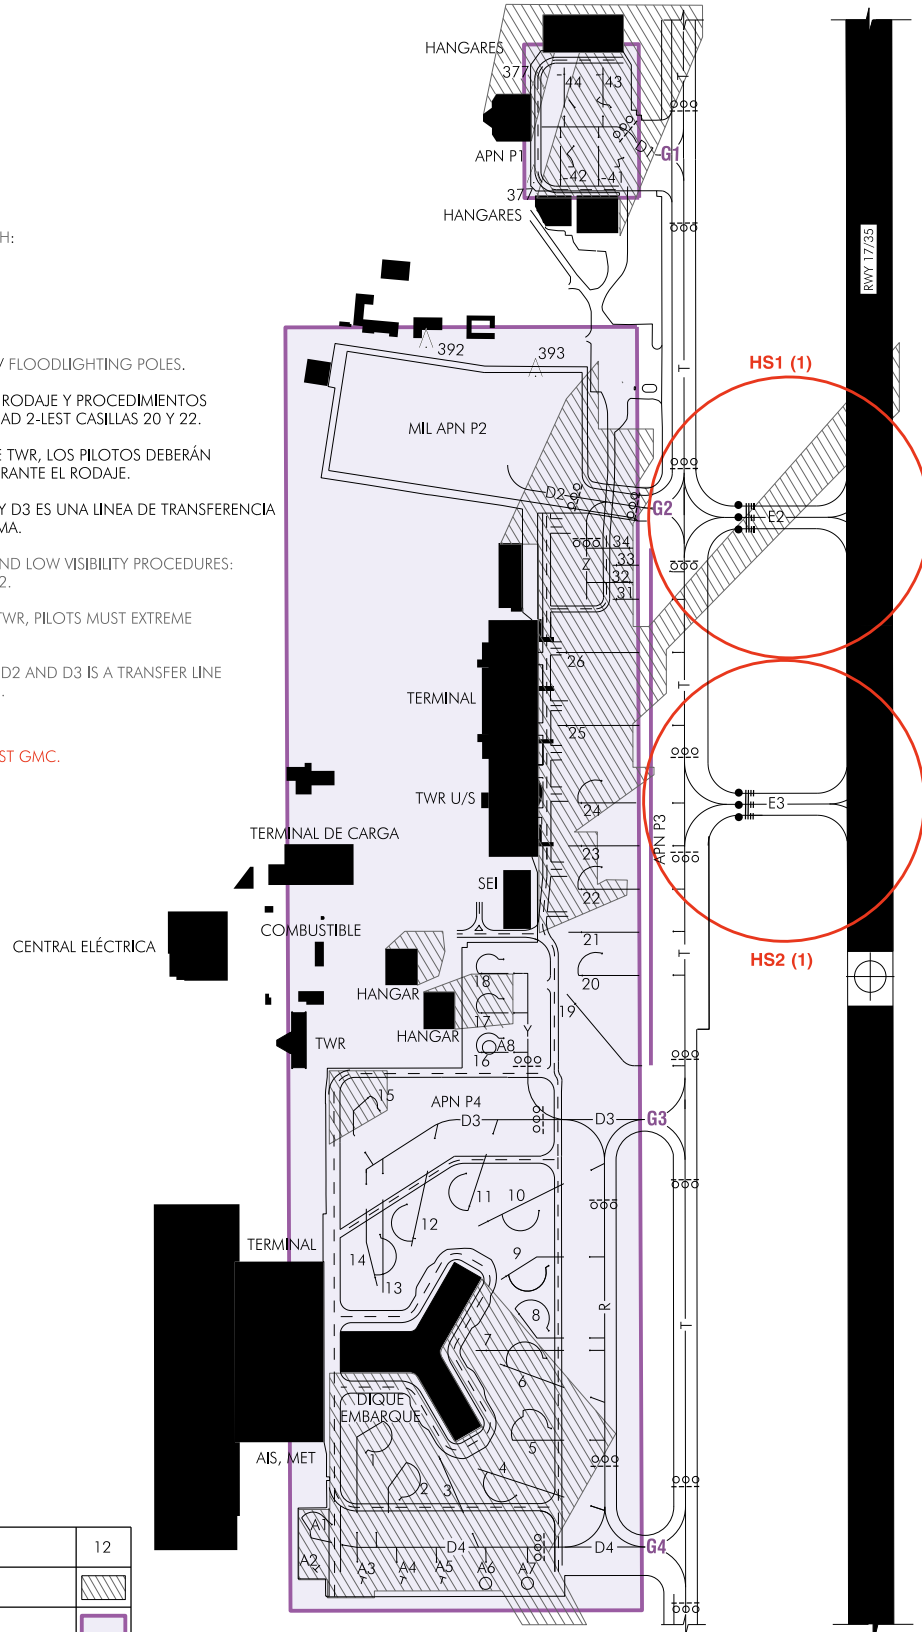 HANGARES
377
44
43
APN P1
D1
G1
T
42
41
377
HANGARES
H:
RWY 17/35
392
393
FLOODLIGHTING POLES.
HS1 (1)
T
RODAJE Y PROCEDIMIENTOS
AD 2-LEST CASILLAS 20 Y 22.
MIL APN P2
E TWR, LOS PILOTOS DEBERÁN
RANTE EL RODAJE.
D2
G2
Y D3 ES UNA LINEA DE TRANSFERENCIA
MA.
E2
34
33
Z
32
31
ND LOW VISIBILITY PROCEDURES:
2.
TWR, PILOTS MUST EXTREME
26
D2 AND D3 IS A TRANSFER LINE
T
TERMINAL
25
ST GMC.
TWR U/S
24
E3
TERMINAL DE CARGA
23
APN P3
SEI
22
COMBUSTIBLE
21
CENTRAL ELÉCTRICA
T
HS2 (1)
18
20
HANGAR
19
17
Y
HANGAR
A8
TWR
16
15
APN P4
D3
D3
G3
11
10
12
TERMINAL
14
9
13
8
R
T
7
6
DIQUE
EMBARQUE
5
1
AIS, MET
4
2
3
A1
12
D4
D4
G4
A2
A3
A4
A5
A6
A7